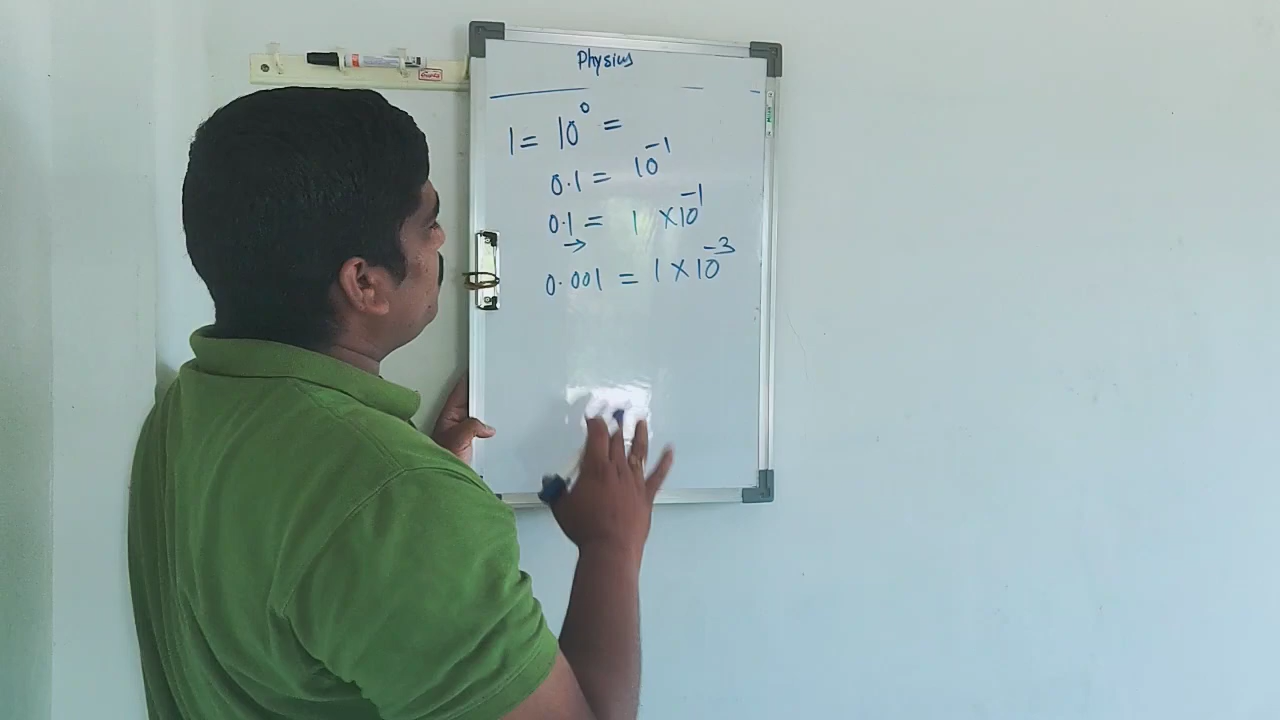 Physics
1 = 10⁰ =
0.1 = 10⁻¹
0.1 = 1 × 10⁻¹
→
0.001 = 1 × 10⁻³